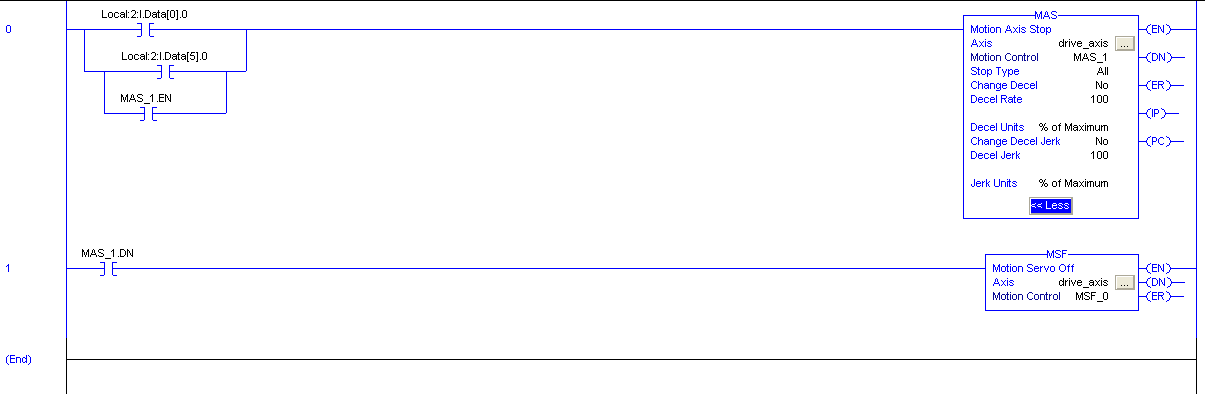 Local:2:I.Data[0].0
MAS
0
Motion Axis Stop
(EN)
Axis drive_axis ...
Local:2:I.Data[5].0
Motion Control MAS_1
(DN)
Stop Type All
Change Decel No
(ER)
MAS_1.EN
Decel Rate 100
(IP)
Decel Units % of Maximum
Change Decel Jerk No
(PC)
Decel Jerk 100
Jerk Units % of Maximum
<< Less
MAS_1.DN
MSF
1
Motion Servo Off
(EN)
Axis drive_axis ...
(DN)
Motion Control MSF_0
(ER)
(End)